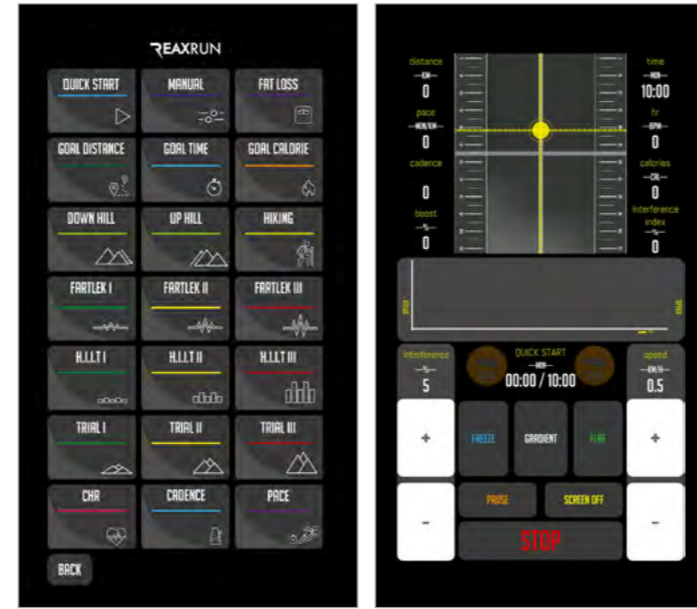 REAXRUN
QUICK START
MANUAL
FAT LOSS
GOAL DISTANCE
GOAL TIME
GOAL CALORIE
DOWN HILL
UP HILL
HIKING
FARTLEK I
FARTLEK II
FARTLEK III
H.I.I.T I
H.I.I.T II
H.I.I.T III
TRIAL I
TRIAL II
TRIAL III
CHR
CADENCE
PACE
BACK
distance
KM
0
pace
MIN/KM
0
cadence
0
boost
%
0
time
MIN
10:00
hr
BPM
0
calories
CAL
0
interference
index
%
0
SPEED
interference
%
5
QUICK START
MIN
00:00 / 10:00
speed
KM/H
0.5
+
FREEZE
GRADIENT
FLAT
+
-
PAUSE
SCREEN OFF
-
STOP